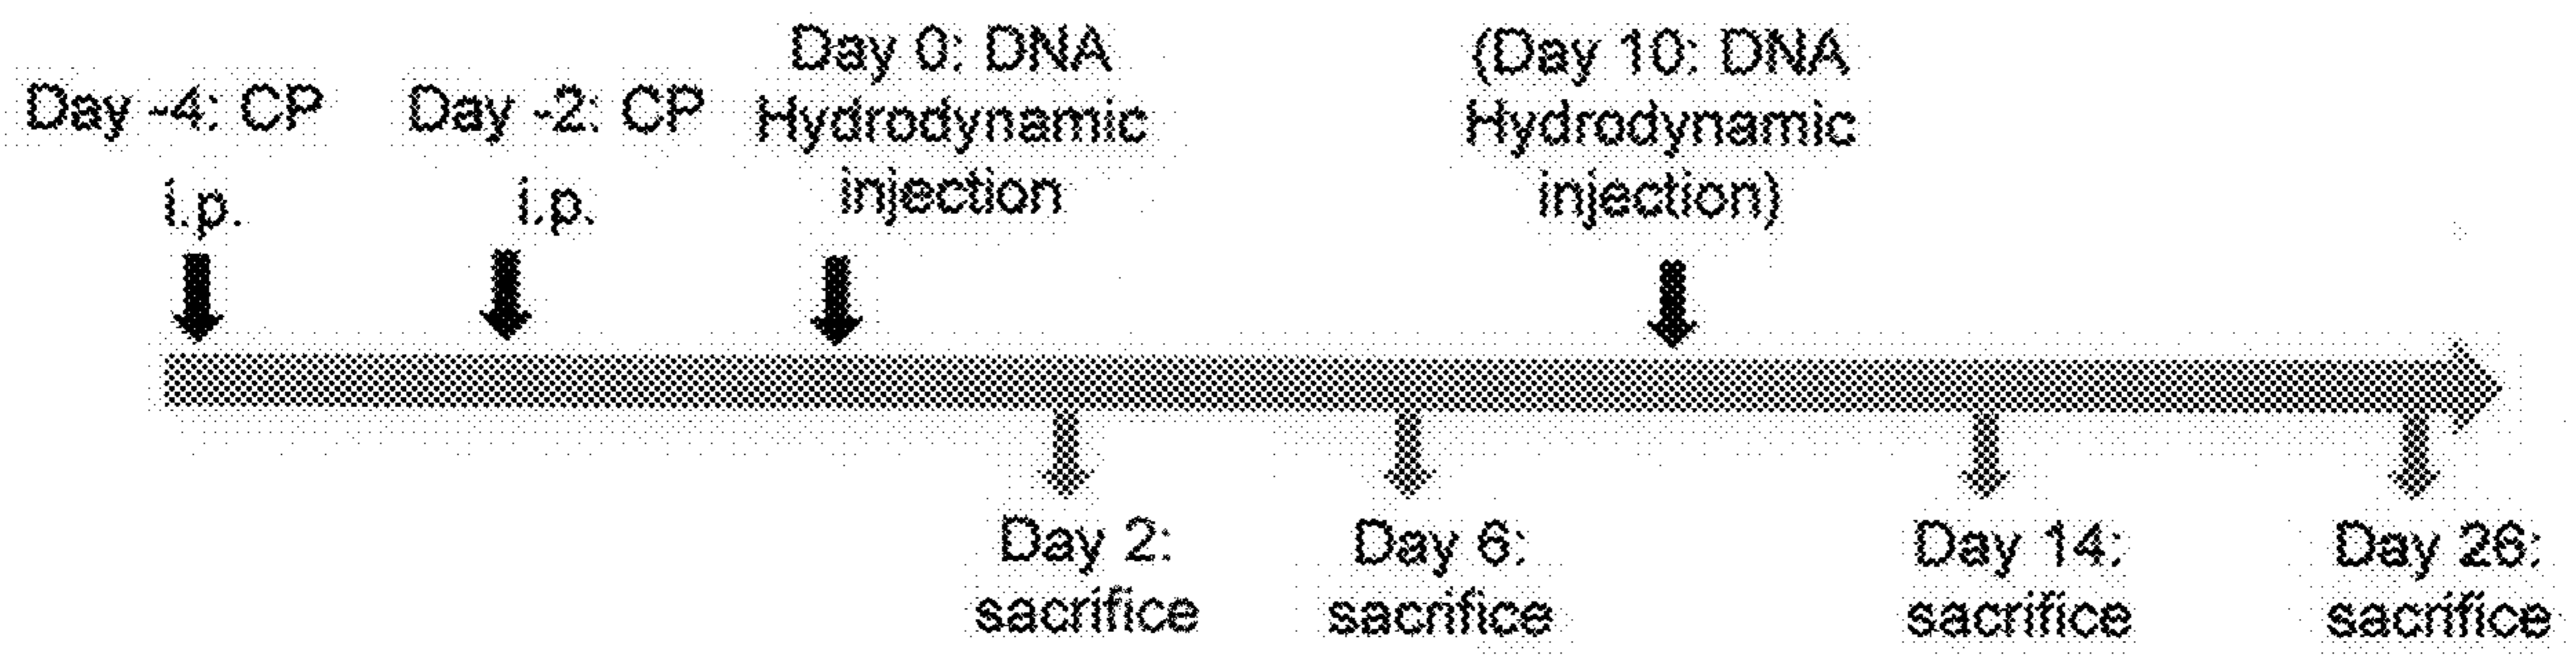 Day -4: CP
i.p.
Day -2: CP
i.p.
Day 0: DNA
Hydrodynamic
injection
(Day 10: DNA
Hydrodynamic
injection)
Day 2:
sacrifice
Day 6:
sacrifice
Day 14:
sacrifice
Day 26:
sacrifice